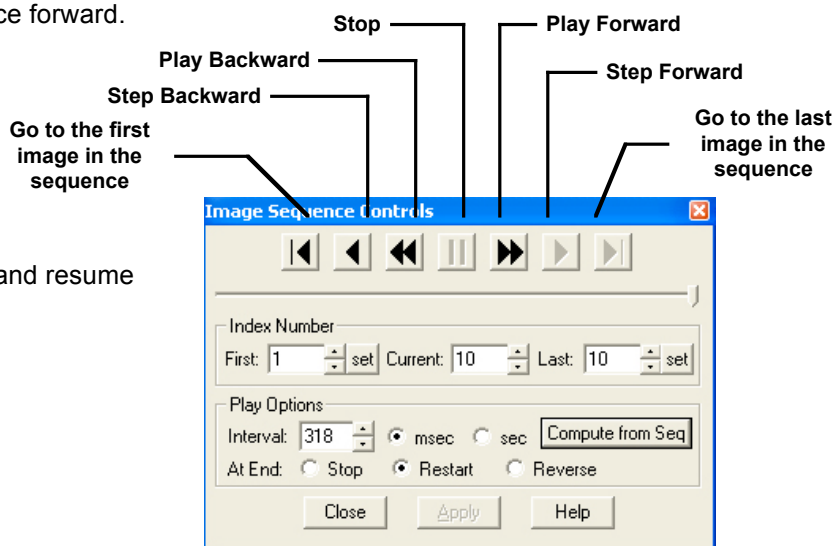 ce forward.
Stop
Play Forward
Play Backward
Step Forward
Step Backward
Go to the first
image in the
sequence
Go to the last
image in the
sequence
Image Sequence Controls
and resume
Index Number
First: 1 set Current: 10 Last: 10 set
Play Options
Interval: 318 msec sec Compute from Seq
At End: Stop Restart Reverse
Close Apply Help